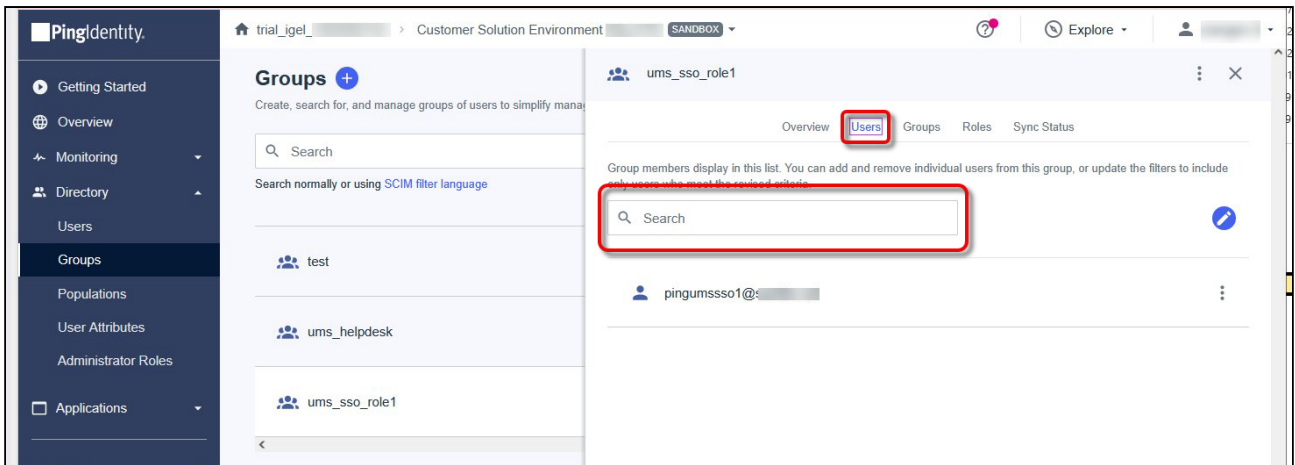 PingIdentity.
trial_igel_ > Customer Solution Environment SANDBOX
Explore
Getting Started
Overview
Monitoring
Directory
Users
Groups
Populations
User Attributes
Administrator Roles
Applications
Groups
Create, search for, and manage groups of users to simplify mana
Search
Search normally or using SCIM filter language
test
ums_helpdesk
ums_sso_role1
ums_sso_role1
Overview Users Groups Roles Sync Status
Group members display in this list. You can add and remove individual users from this group, or update the filters to include
only users who meet the revised criteria.
Search
pingumssso1@s